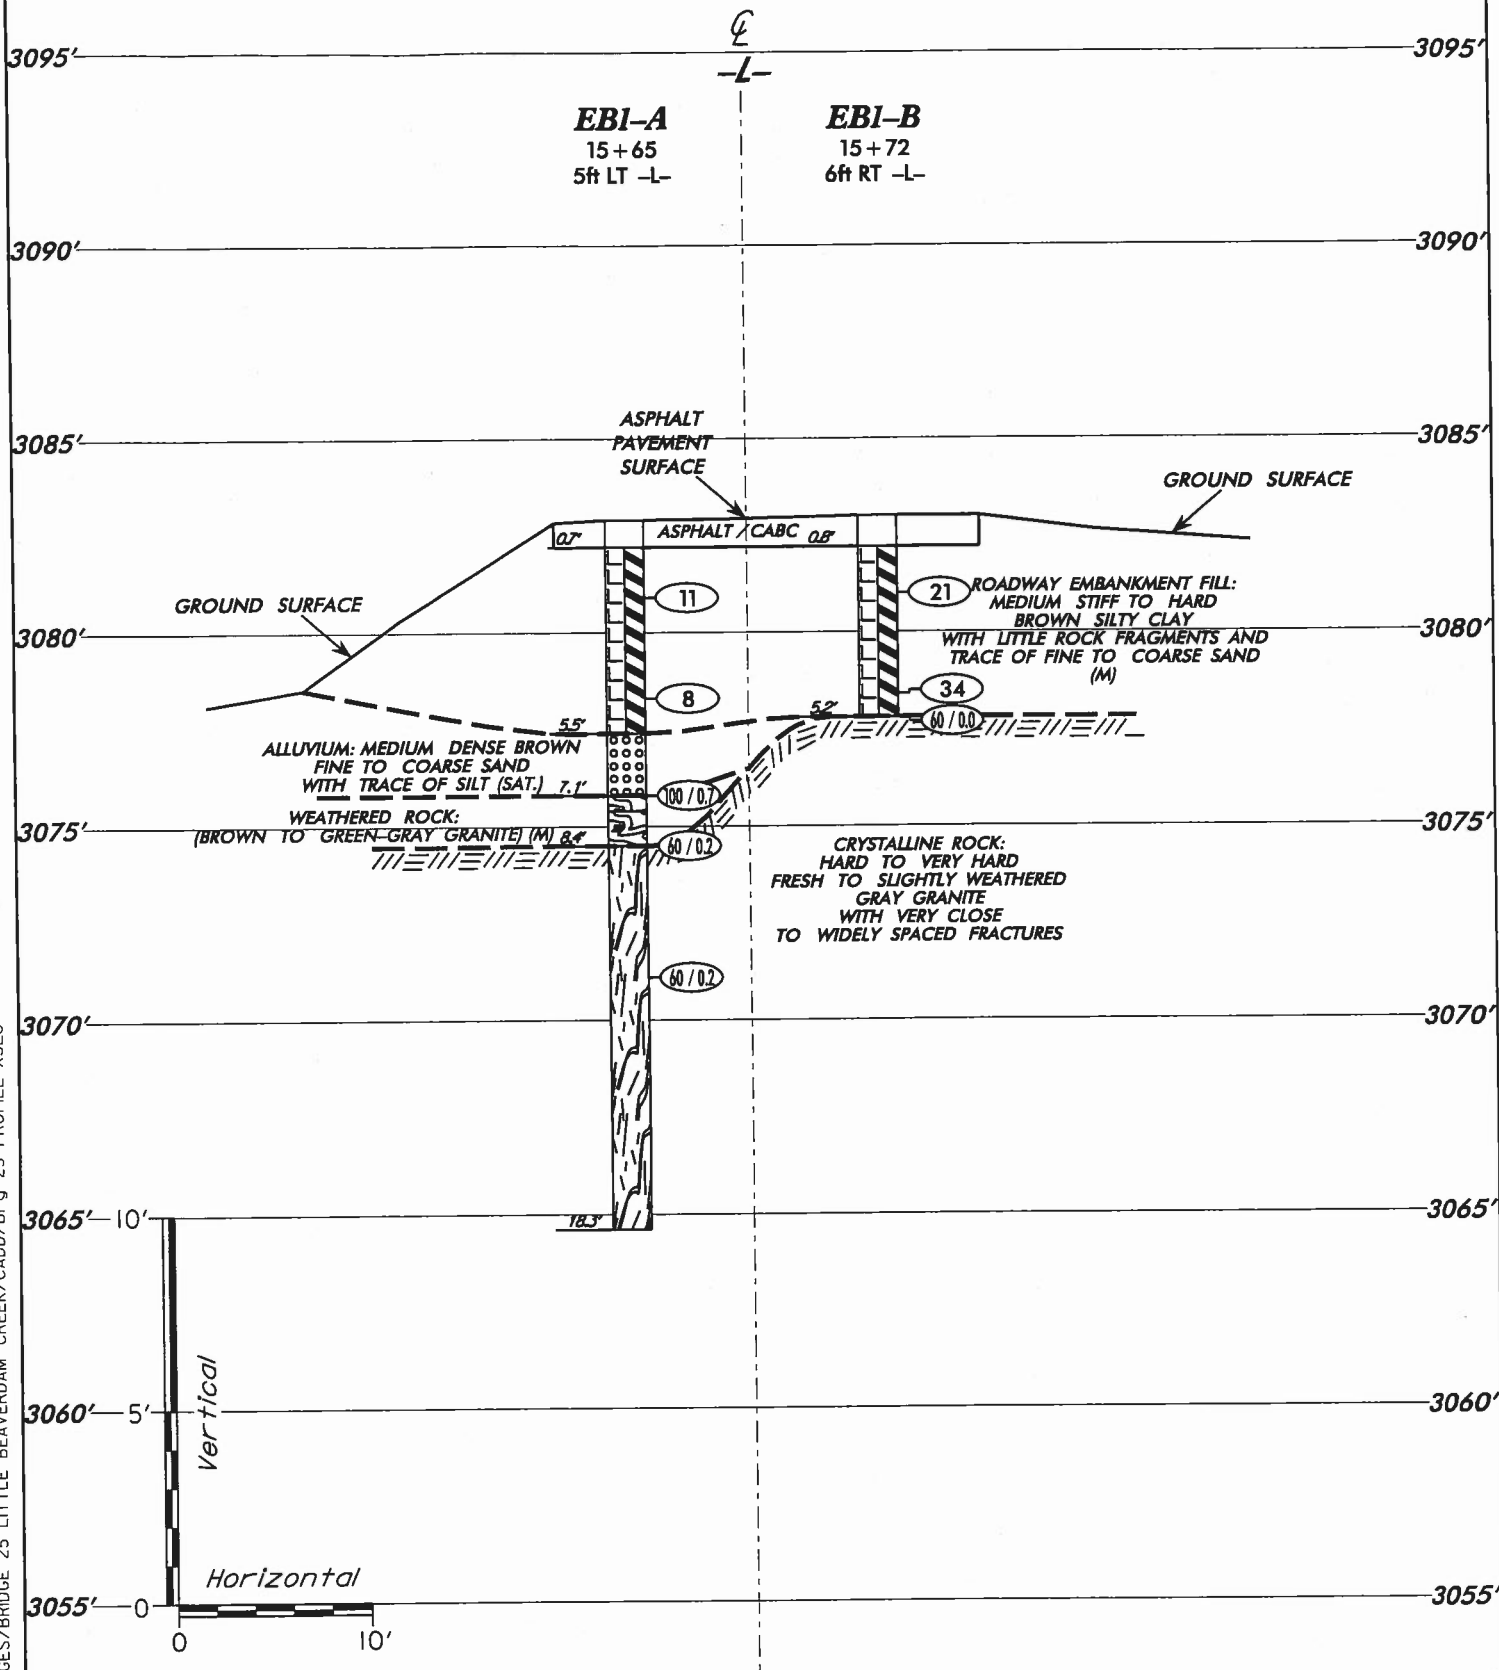 ℄
-L-
3095' 3095'
EB1-A
15+65
5ft LT -L-
EB1-B
15+72
6ft RT -L-
3090' 3090'
3085' 3085'
ASPHALT
PAVEMENT
SURFACE
GROUND SURFACE
ASPHALT / CABC
0.7'
0.8'
GROUND SURFACE
11
21
ROADWAY EMBANKMENT FILL:
MEDIUM STIFF TO HARD
BROWN SILTY CLAY
WITH LITTLE ROCK FRAGMENTS AND
TRACE OF FINE TO COARSE SAND
(M)
3080' 3080'
8
34
5.5'
5.2'
60 / 0.0
ALLUVIUM: MEDIUM DENSE BROWN
FINE TO COARSE SAND
WITH TRACE OF SILT (SAT.) 7.1'
100 / 0.7
WEATHERED ROCK:
(BROWN TO GREEN-GRAY GRANITE) (M) 8.4'
3075' 3075'
60 / 0.2
CRYSTALLINE ROCK:
HARD TO VERY HARD
FRESH TO SLIGHTLY WEATHERED
GRAY GRANITE
WITH VERY CLOSE
TO WIDELY SPACED FRACTURES
60 / 0.2
3070' 3070'
3065' 10' 3065'
18.3'
Vertical
3060' 5' 3060'
Horizontal
3055' 0 3055'
0 10'
BRIDGE 25 LITTLE BEAVERDAM CREEK/CADD/